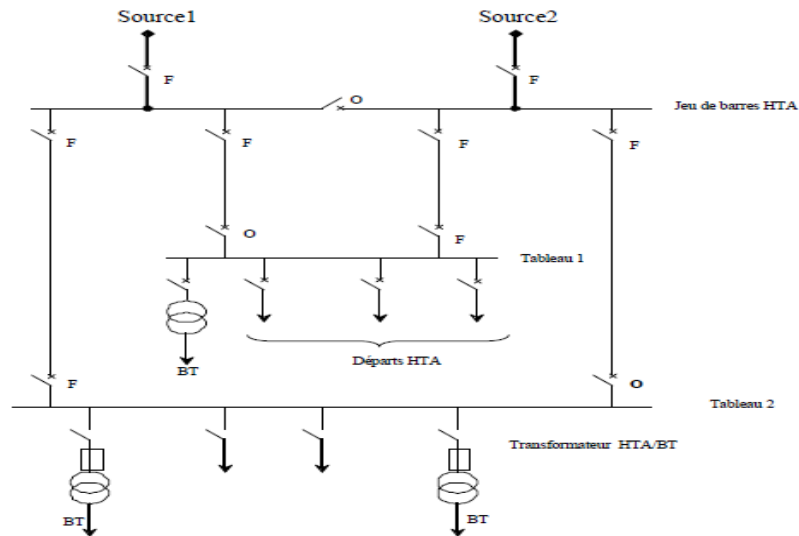 Source1
Source2
F
F
O
Jeu de barres HTA
F
F
F
F
O
F
Tableau 1
BT
Départs HTA
F
O
Tableau 2
Transformateur HTA/BT
BT
BT